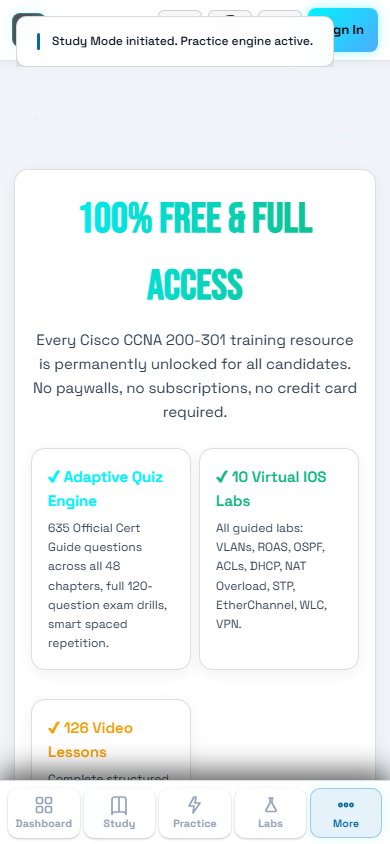 Study Mode initiated. Practice engine active.
gn In
100% FREE & FULL
ACCESS
Every Cisco CCNA 200-301 training resource
is permanently unlocked for all candidates.
No paywalls, no subscriptions, no credit card
required.
✓ Adaptive Quiz
Engine
635 Official Cert
Guide questions
across all 48
chapters, full 120-
question exam drills,
smart spaced
repetition.
✓ 10 Virtual IOS
Labs
All guided labs:
VLANs, ROAS, OSPF,
ACLs, DHCP, NAT
Overload, STP,
EtherChannel, WLC,
VPN.
✓ 126 Video
Lessons
Complete structured
Dashboard
Study
Practice
Labs
More